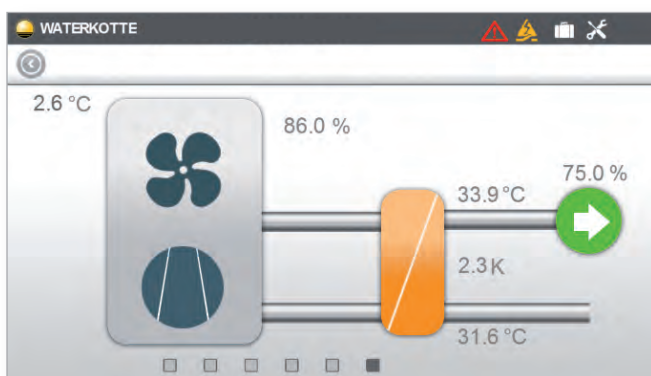 WATERKOTTE
2.6 °C
86.0 %
75.0 %
33.9 °C
2.3 K
31.6 °C